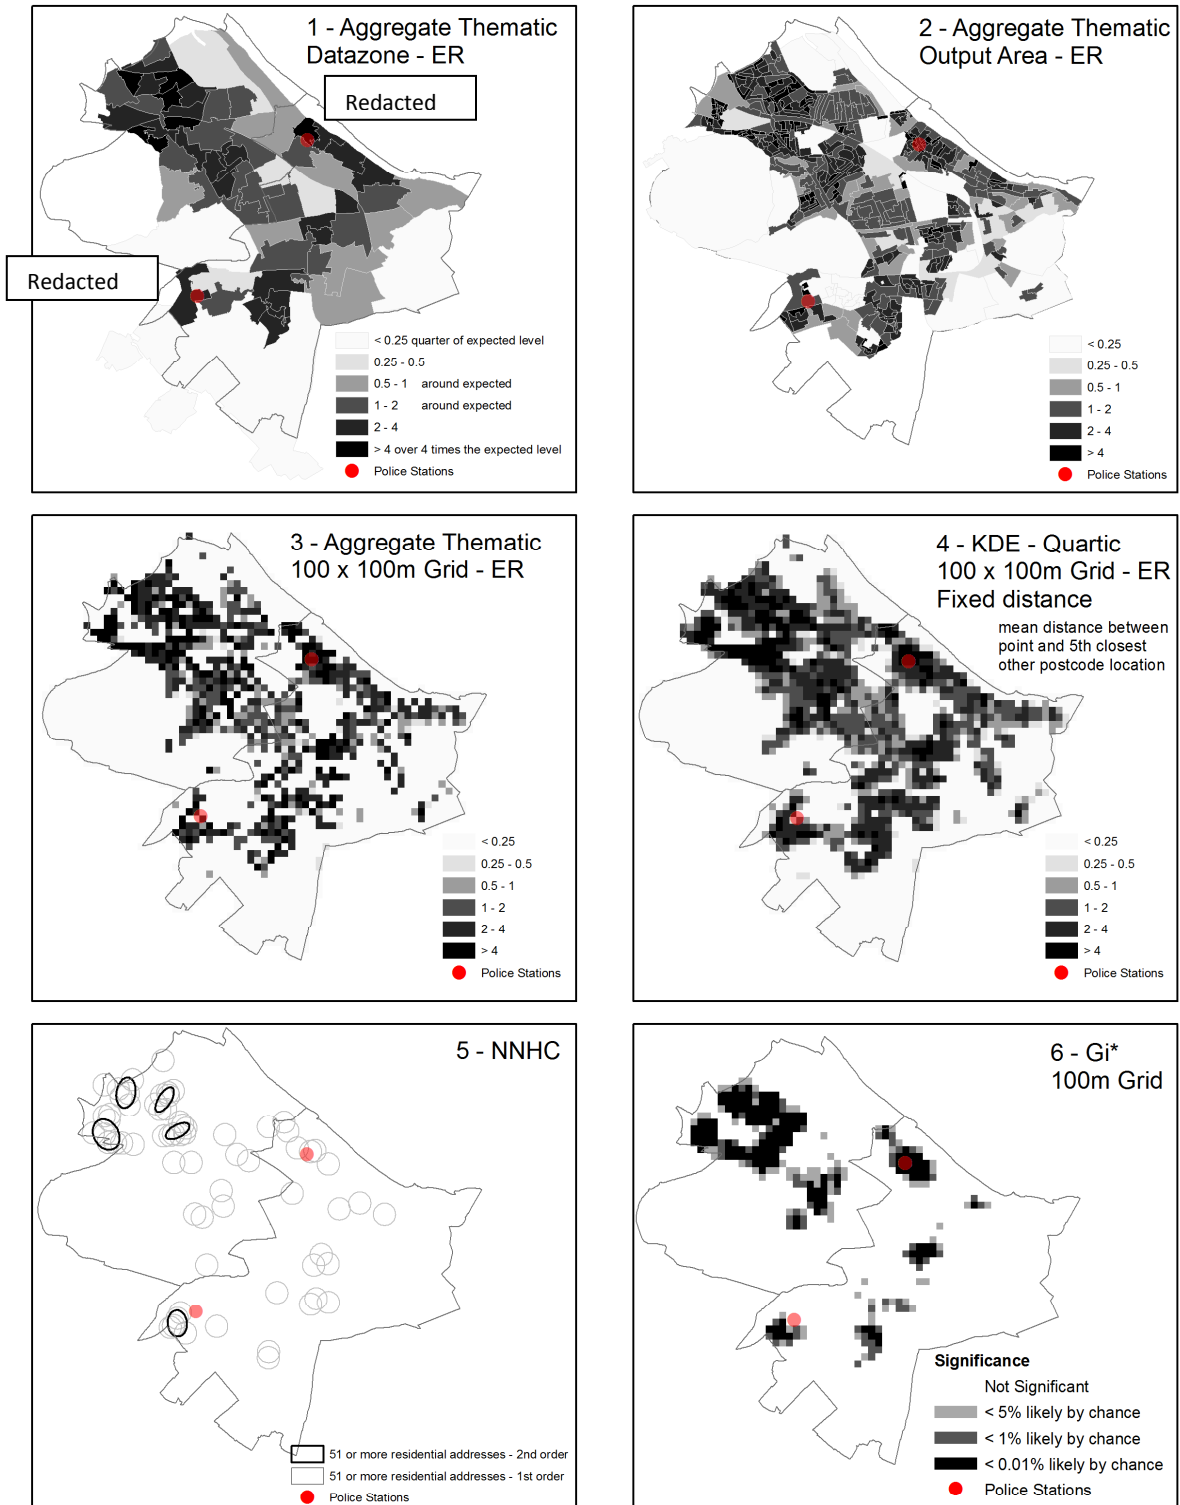 1 - Aggregate Thematic
Datazone - ER
Redacted
Redacted
< 0.25 quarter of expected level
0.25 - 0.5
0.5 - 1 around expected
1 - 2 around expected
2 - 4
> 4 over 4 times the expected level
Police Stations
2 - Aggregate Thematic
Output Area - ER
< 0.25
0.25 - 0.5
0.5 - 1
1 - 2
2 - 4
> 4
Police Stations
3 - Aggregate Thematic
100 x 100m Grid - ER
< 0.25
0.25 - 0.5
0.5 - 1
1 - 2
2 - 4
> 4
Police Stations
4 - KDE - Quartic
100 x 100m Grid - ER
Fixed distance
mean distance between
point and 5th closest
other postcode location
< 0.25
0.25 - 0.5
0.5 - 1
1 - 2
2 - 4
> 4
Police Stations
5 - NNHC
51 or more residential addresses - 2nd order
51 or more residential addresses - 1st order
Police Stations
6 - Gi*
100m Grid
Significance
Not Significant
< 5% likely by chance
< 1% likely by chance
< 0.01% likely by chance
Police Stations